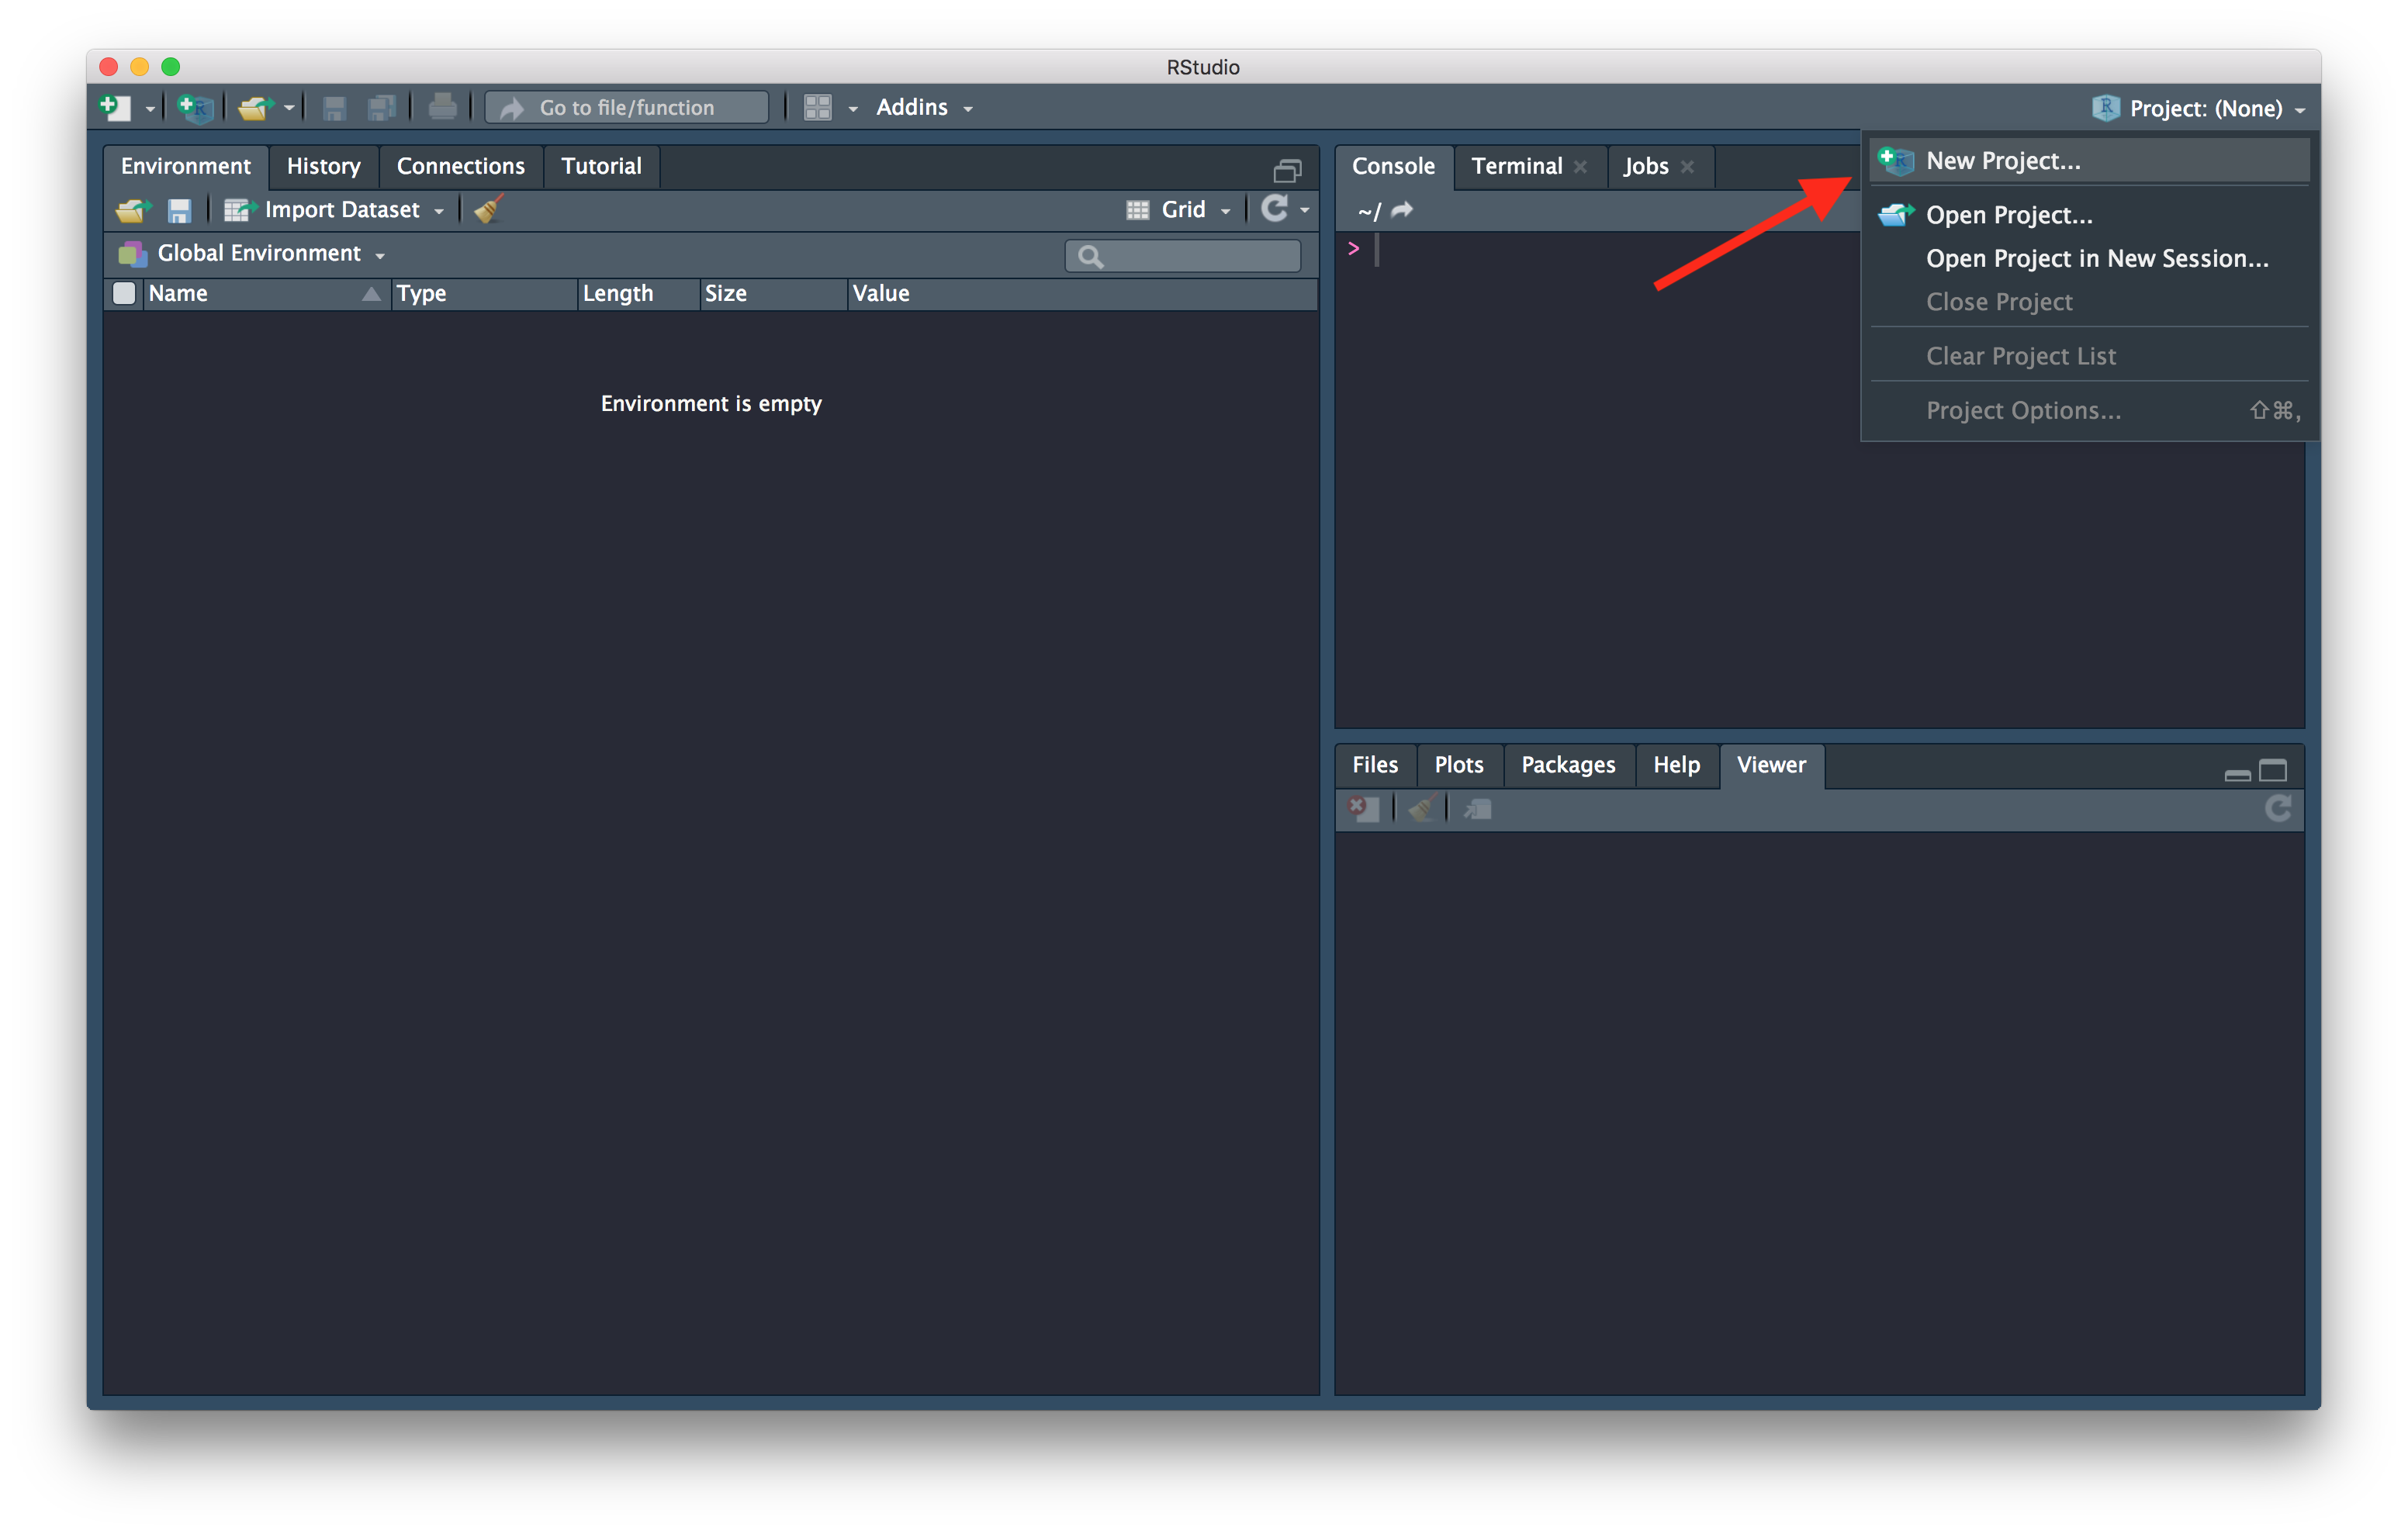 RStudio
Go to file/function
Addins
Project: (None)
Environment History Connections Tutorial
Import Dataset
Grid
Global Environment
Name Type Length Size Value
Environment is empty
Console Terminal Jobs
~/
>
New Project...
Open Project...
Open Project in New Session...
Close Project
Clear Project List
Project Options... ⇧⌘,
Files Plots Packages Help Viewer